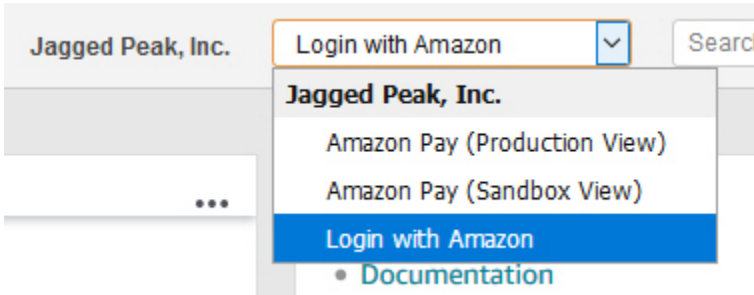 Jagged Peak, Inc. Login with Amazon
Jagged Peak, Inc.
Amazon Pay (Production View)
Amazon Pay (Sandbox View)
Login with Amazon
• Documentation